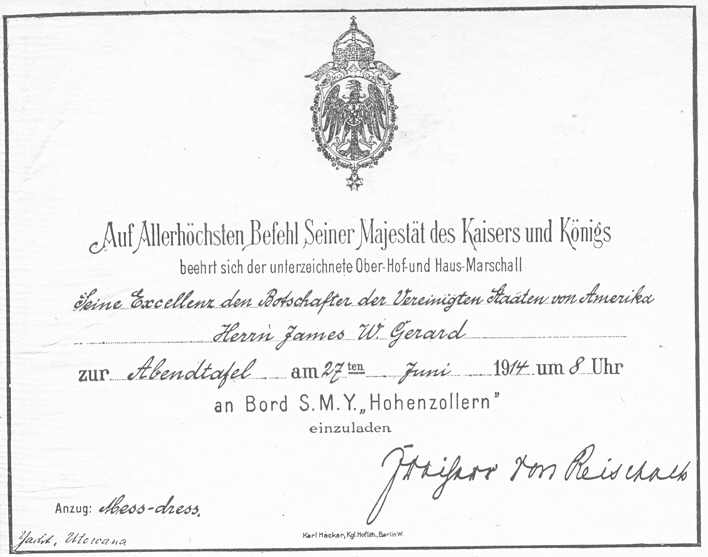 Auf Allerhöchsten Befehl Seiner Majestät des Kaisers und Königs
beehrt sich der unterzeichnete Ober-Hof-und Haus-Marschall
Seine Excellenz den Botschafter der Vereinigten Staaten von Amerika
Herrn James W. Gerard
zur Abendtafel am 27ten Juni 1914 um 8 Uhr
an Bord S.M.Y. „Hohenzollern”
einzuladen
Freiherr von Reischach
Anzug: Mess-dress.
Yacht, Utowana
Karl Hacker, Kgl. Hoflith., Berlin W.